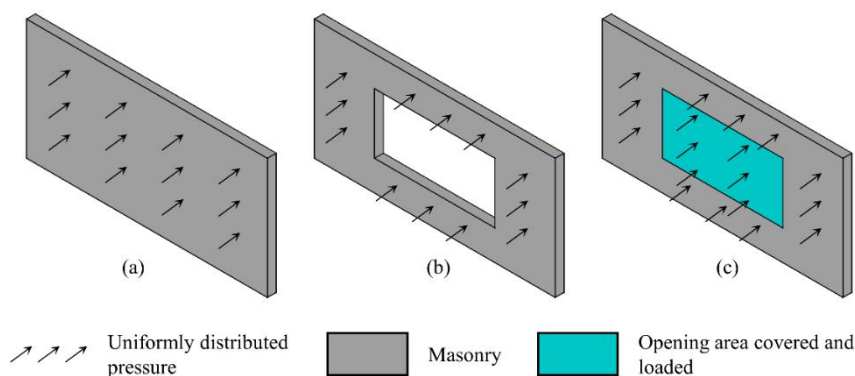 (a)
(b)
(c)
Uniformly distributed
pressure
Masonry
Opening area covered and
loaded